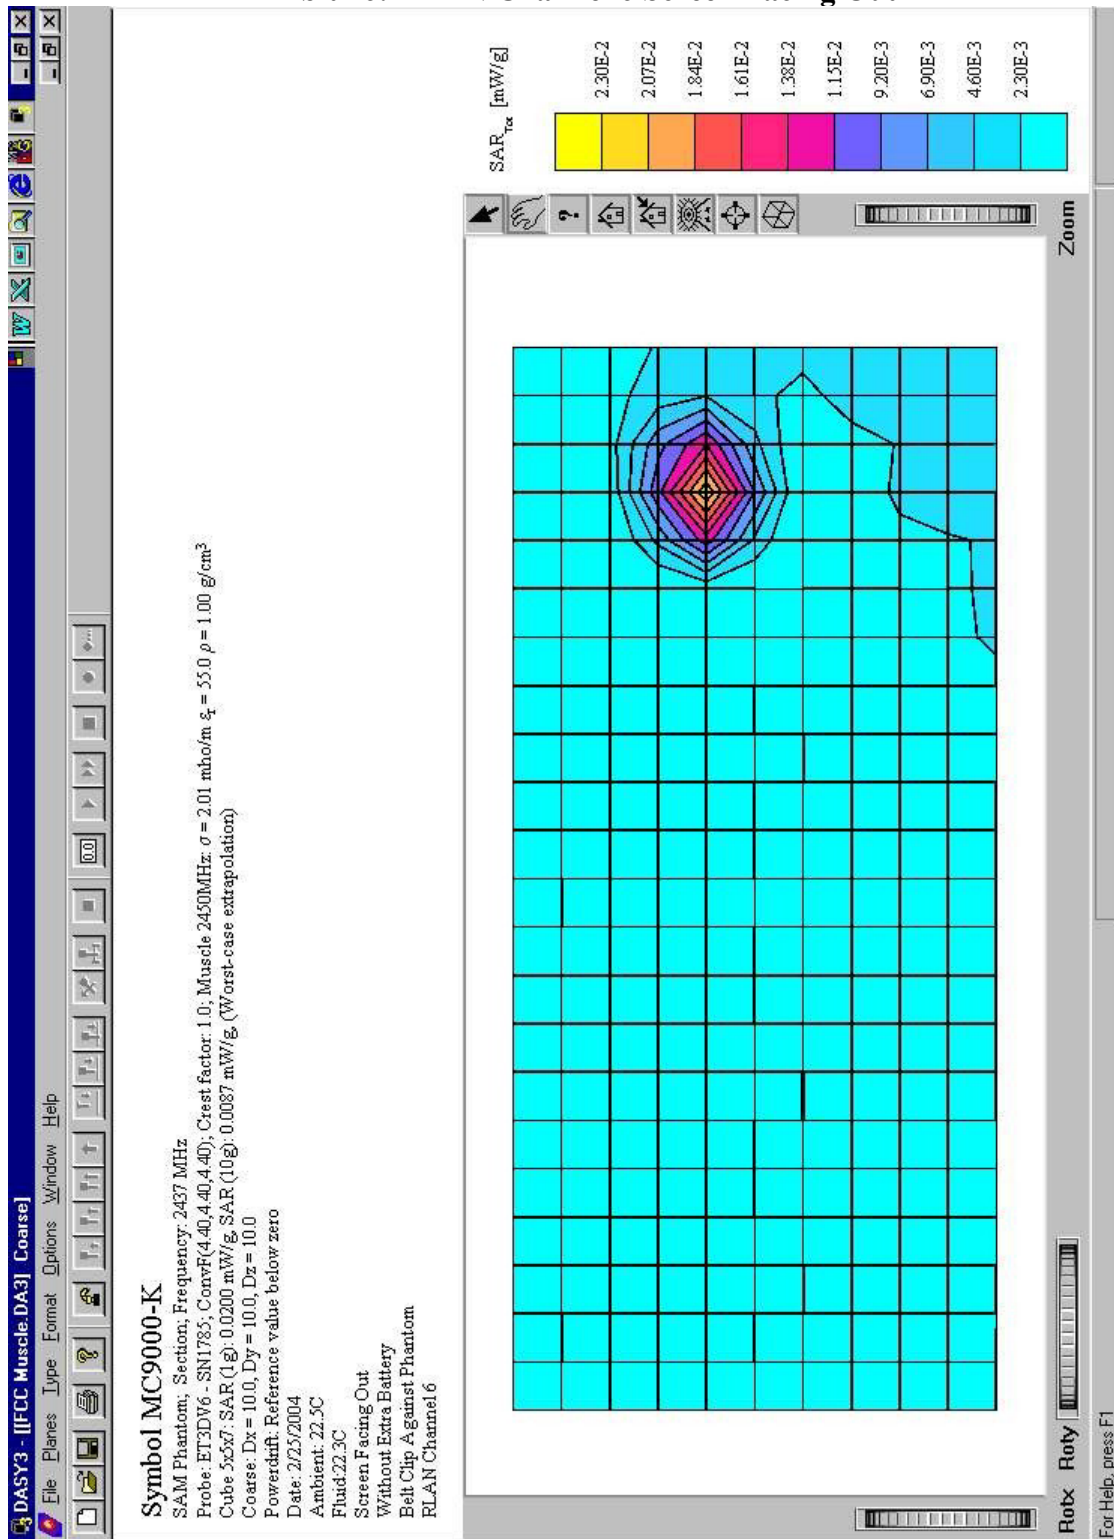 DASY3 - [[FCC Muscle.DA3] Coarse]
File Planes Type Format Options Window Help
Symbol MC9000-K
SAM Phantom; Section; Frequency: 2437 MHz
Probe: ET3DV6 - SN1785; ConvF(4.40,4.40,4.40); Crest factor: 1.0; Muscle 2450MHz: σ = 2.01 mho/m εr = 55.0 ρ = 1.00 g/cm³
Cube 5x5x7: SAR (1g): 0.0200 mW/g, SAR (10g): 0.0087 mW/g, (Worst-case extrapolation)
Coarse: Dx = 10.0, Dy = 10.0, Dz = 10.0
Powerdrift: Reference value below zero
Date: 2/25/2004
Ambient: 22.5C
Fluid:22.3C
Screen Facing Out
Without Extra Battery
Belt Clip Against Phantom
RLAN Channel 6
SAR Tot [mW/g]
2.30E-2
2.07E-2
1.84E-2
1.61E-2
1.38E-2
1.15E-2
9.20E-3
6.90E-3
4.60E-3
2.30E-3
Rotx Roty Zoom
For Help, press F1